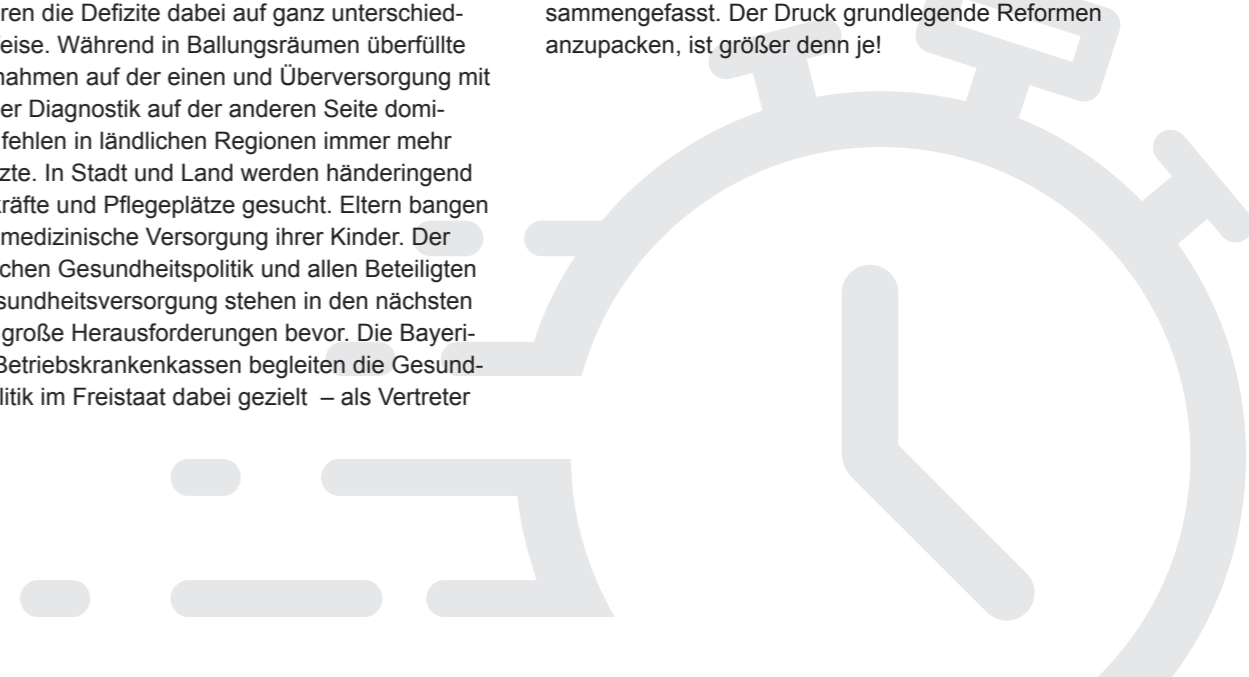 ren die Defizite dabei auf ganz unterschied-
eise. Während in Ballungsräumen überfüllte
nahmen auf der einen und Überversorgung mit
er Diagnostik auf der anderen Seite domi-
fehlen in ländlichen Regionen immer mehr
zte. In Stadt und Land werden händeringend
räfte und Pflegeplätze gesucht. Eltern bangen
medizinische Versorgung ihrer Kinder. Der
chen Gesundheitspolitik und allen Beteiligten
sundheitsversorgung stehen in den nächsten
große Herausforderungen bevor. Die Bayeri-
Betriebskrankenkassen begleiten die Gesund-
litik im Freistaat dabei gezielt – als Vertreter
sammengefasst. Der Druck grundlegende Reformen
anzupacken, ist größer denn je!